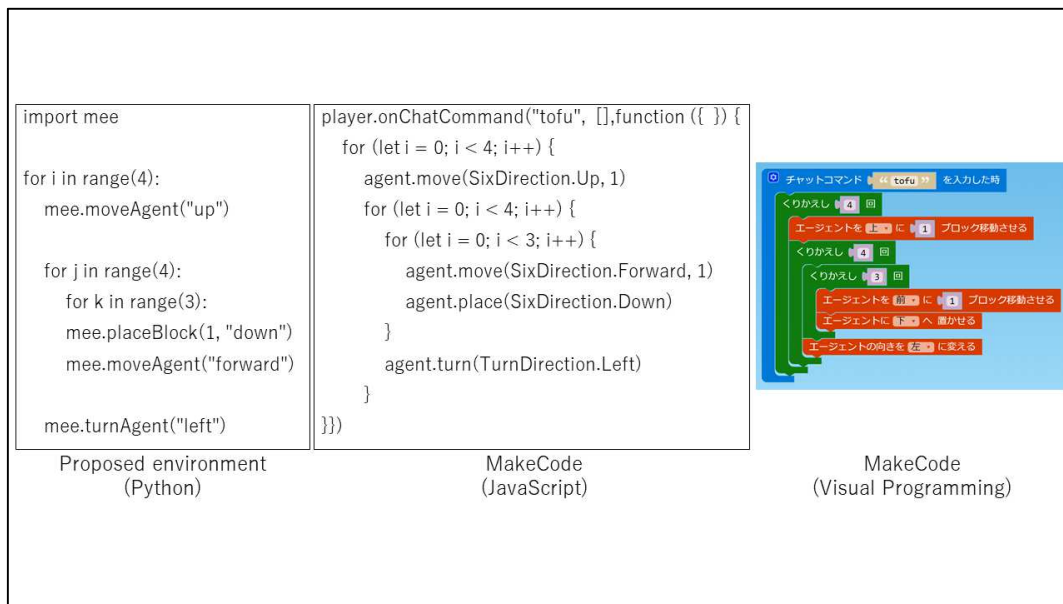 import mee
for i in range(4):
mee.moveAgent("up")
for j in range(4):
for k in range(3):
mee.placeBlock(1, "down")
mee.moveAgent("forward")
mee.turnAgent("left")
Proposed environment
(Python)
player.onChatCommand("tofu", [],function ({ }) {
for (let i = 0; i < 4; i++) {
agent.move(SixDirection.Up, 1)
for (let i = 0; i < 4; i++) {
for (let i = 0; i < 3; i++) {
agent.move(SixDirection.Forward, 1)
agent.place(SixDirection.Down)
}
agent.turn(TurnDirection.Left)
}
}})
MakeCode
(JavaScript)
チャットコマンド “ tofu ” を入力した時
くりかえし 4 回
エージェントを 上 に 1 ブロック移動させる
くりかえし 4 回
くりかえし 3 回
エージェントを 前 に 1 ブロック移動させる
エージェントに 下 へ 置かせる
エージェントの向きを 左 に変える
MakeCode
(Visual Programming)